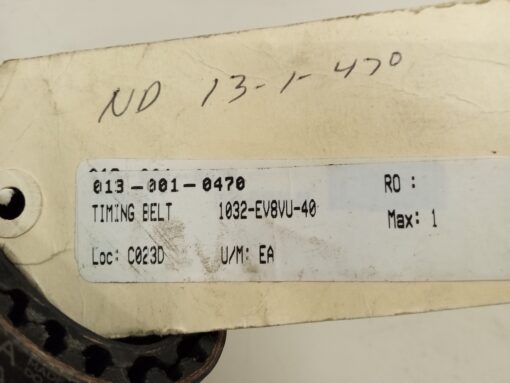 ND 13-1-470
013-001-0470 RO:
TIMING BELT 1032-EV8VU-40 Max: 1
Loc: C023D U/M: EA